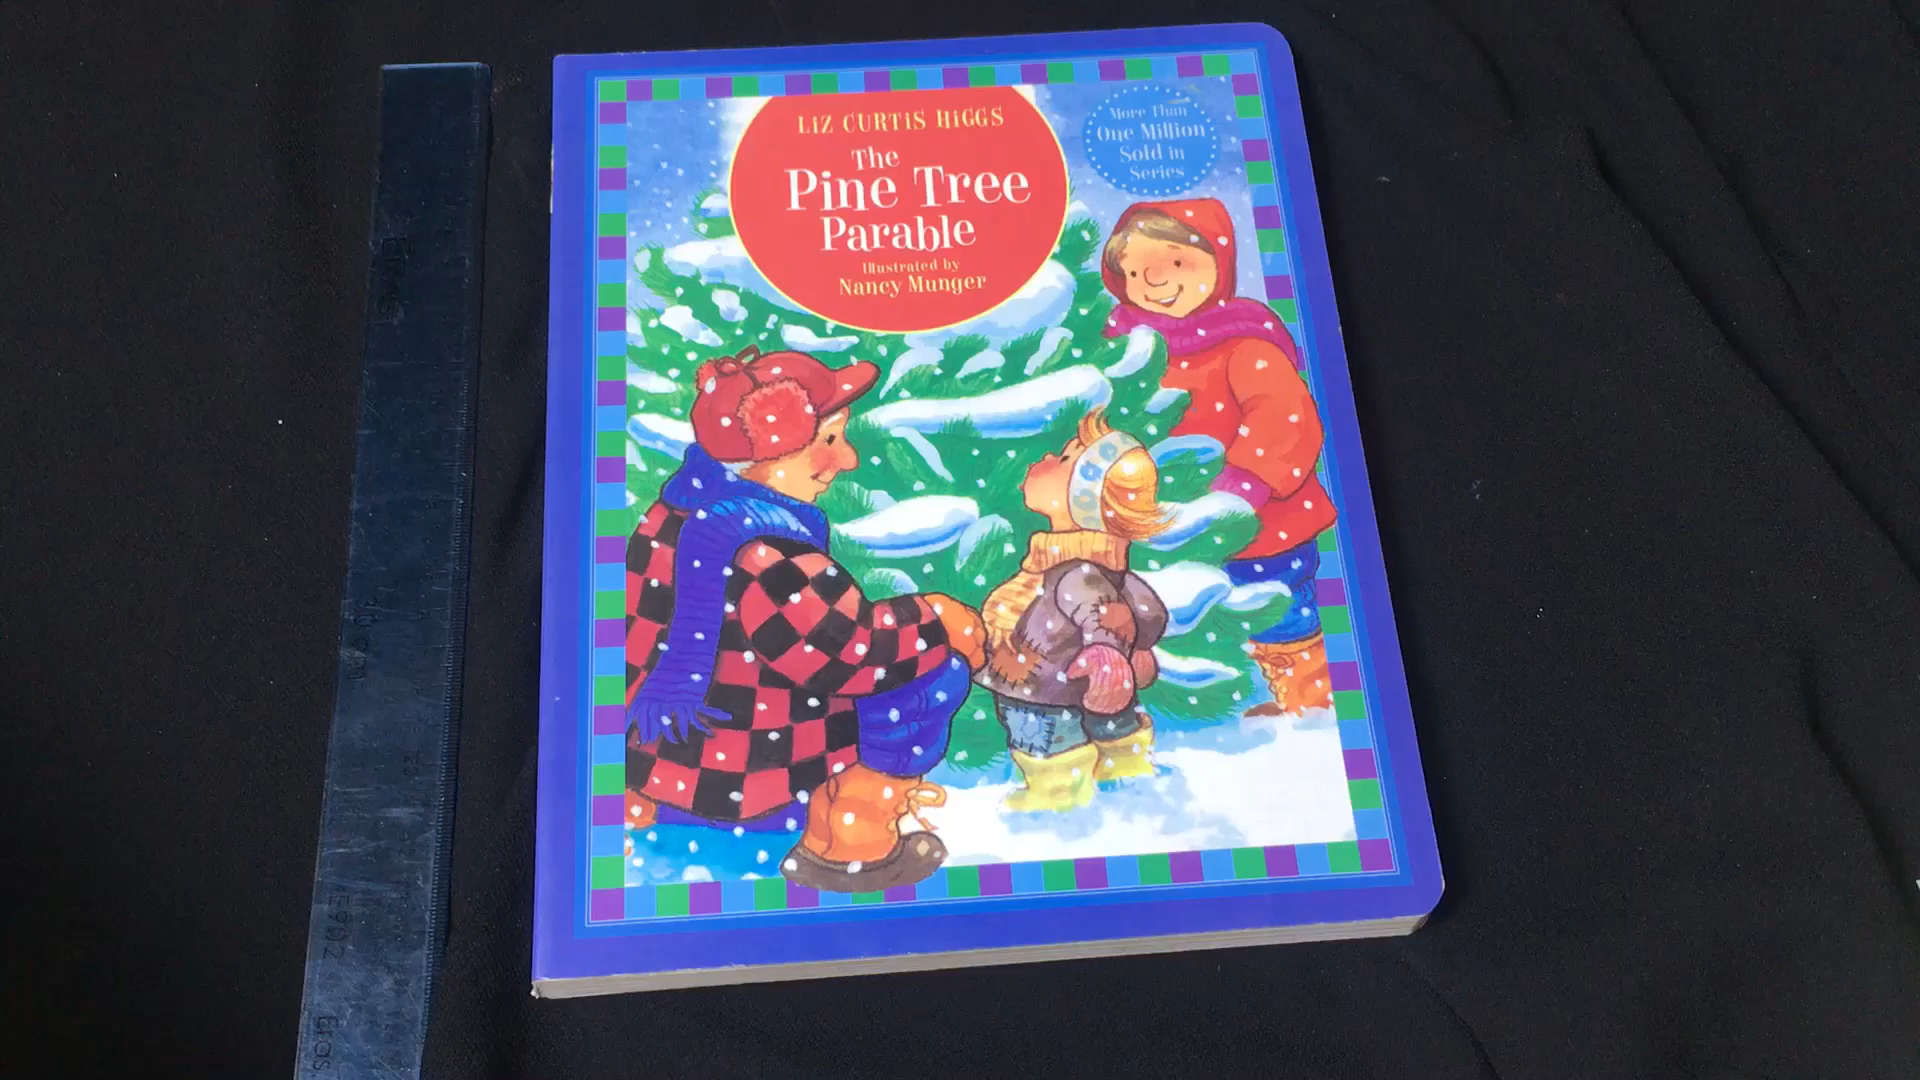 LIZ CURTIS HIGGS
The
Pine Tree
Parable
Illustrated by
Nancy Munger
More Than
One Million
Sold in
Series